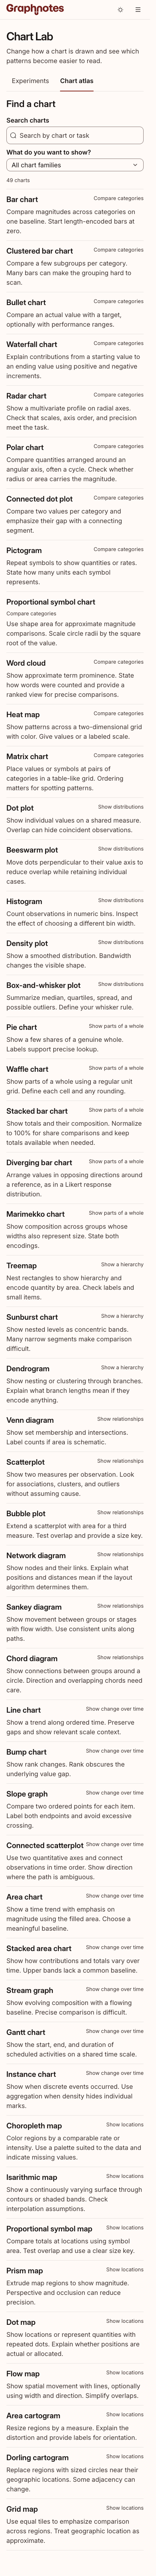 Graphnotes
Chart Lab
Change how a chart is drawn and see which
patterns become easier to read.
Experiments
Chart atlas
Find a chart
Search charts
Search by chart or task
What do you want to show?
All chart families
49 charts
Bar chart
Compare categories
Compare magnitudes across categories on
one baseline. Start length-encoded bars at
zero.
Clustered bar chart
Compare categories
Compare a few subgroups per category.
Many bars can make the grouping hard to
scan.
Bullet chart
Compare categories
Compare an actual value with a target,
optionally with performance ranges.
Waterfall chart
Compare categories
Explain contributions from a starting value to
an ending value using positive and negative
increments.
Radar chart
Compare categories
Show a multivariate profile on radial axes.
Check that scales, axis order, and precision
meet the task.
Polar chart
Compare categories
Compare quantities arranged around an
angular axis, often a cycle. Check whether
radius or area carries the magnitude.
Connected dot plot
Compare categories
Compare two values per category and
emphasize their gap with a connecting
segment.
Pictogram
Compare categories
Repeat symbols to show quantities or rates.
State how many units each symbol
represents.
Proportional symbol chart
Compare categories
Use shape area for approximate magnitude
comparisons. Scale circle radii by the square
root of the value.
Word cloud
Compare categories
Show approximate term prominence. State
how words were counted and provide a
ranked view for precise comparisons.
Heat map
Compare categories
Show patterns across a two-dimensional grid
with color. Give values or a labeled scale.
Matrix chart
Compare categories
Place values or symbols at pairs of
categories in a table-like grid. Ordering
matters for spotting patterns.
Dot plot
Show distributions
Show individual values on a shared measure.
Overlap can hide coincident observations.
Beeswarm plot
Show distributions
Move dots perpendicular to their value axis to
reduce overlap while retaining individual
cases.
Histogram
Show distributions
Count observations in numeric bins. Inspect
the effect of choosing a different bin width.
Density plot
Show distributions
Show a smoothed distribution. Bandwidth
changes the visible shape.
Box-and-whisker plot
Show distributions
Summarize median, quartiles, spread, and
possible outliers. Define your whisker rule.
Pie chart
Show parts of a whole
Show a few shares of a genuine whole.
Labels support precise lookup.
Waffle chart
Show parts of a whole
Show parts of a whole using a regular unit
grid. Define each cell and any rounding.
Stacked bar chart
Show parts of a whole
Show totals and their composition. Normalize
to 100% for share comparisons and keep
totals available when needed.
Diverging bar chart
Show parts of a whole
Arrange values in opposing directions around
a reference, as in a Likert response
distribution.
Marimekko chart
Show parts of a whole
Show composition across groups whose
widths also represent size. State both
encodings.
Treemap
Show a hierarchy
Nest rectangles to show hierarchy and
encode quantity by area. Check labels and
small items.
Sunburst chart
Show a hierarchy
Show nested levels as concentric bands.
Many narrow segments make comparison
difficult.
Dendrogram
Show a hierarchy
Show nesting or clustering through branches.
Explain what branch lengths mean if they
encode anything.
Venn diagram
Show relationships
Show set membership and intersections.
Label counts if area is schematic.
Scatterplot
Show relationships
Show two measures per observation. Look
for associations, clusters, and outliers
without assuming cause.
Bubble plot
Show relationships
Extend a scatterplot with area for a third
measure. Test overlap and provide a size key.
Network diagram
Show relationships
Show nodes and their links. Explain what
positions and distances mean if the layout
algorithm determines them.
Sankey diagram
Show relationships
Show movement between groups or stages
with flow width. Use consistent units along
paths.
Chord diagram
Show relationships
Show connections between groups around a
circle. Direction and overlapping chords need
care.
Line chart
Show change over time
Show a trend along ordered time. Preserve
gaps and show relevant scale context.
Bump chart
Show change over time
Show rank changes. Rank obscures the
underlying value gap.
Slope graph
Show change over time
Compare two ordered points for each item.
Label both endpoints and avoid excessive
crossing.
Connected scatterplot
Show change over time
Use two quantitative axes and connect
observations in time order. Show direction
where the path is ambiguous.
Area chart
Show change over time
Show a time trend with emphasis on
magnitude using the filled area. Choose a
meaningful baseline.
Stacked area chart
Show change over time
Show how contributions and totals vary over
time. Upper bands lack a common baseline.
Stream graph
Show change over time
Show evolving composition with a flowing
baseline. Precise comparison is difficult.
Gantt chart
Show change over time
Show the start, end, and duration of
scheduled activities on a shared time scale.
Instance chart
Show change over time
Show when discrete events occurred. Use
aggregation when density hides individual
marks.
Choropleth map
Show locations
Color regions by a comparable rate or
intensity. Use a palette suited to the data and
indicate missing values.
Isarithmic map
Show locations
Show a continuously varying surface through
contours or shaded bands. Check
interpolation assumptions.
Proportional symbol map
Show locations
Compare totals at locations using symbol
area. Test overlap and use a clear size key.
Prism map
Show locations
Extrude map regions to show magnitude.
Perspective and occlusion can reduce
precision.
Dot map
Show locations
Show locations or represent quantities with
repeated dots. Explain whether positions are
actual or allocated.
Flow map
Show locations
Show spatial movement with lines, optionally
using width and direction. Simplify overlaps.
Area cartogram
Show locations
Resize regions by a measure. Explain the
distortion and provide labels for orientation.
Dorling cartogram
Show locations
Replace regions with sized circles near their
geographic locations. Some adjacency can
change.
Grid map
Show locations
Use equal tiles to emphasize comparison
across regions. Treat geographic location as
approximate.